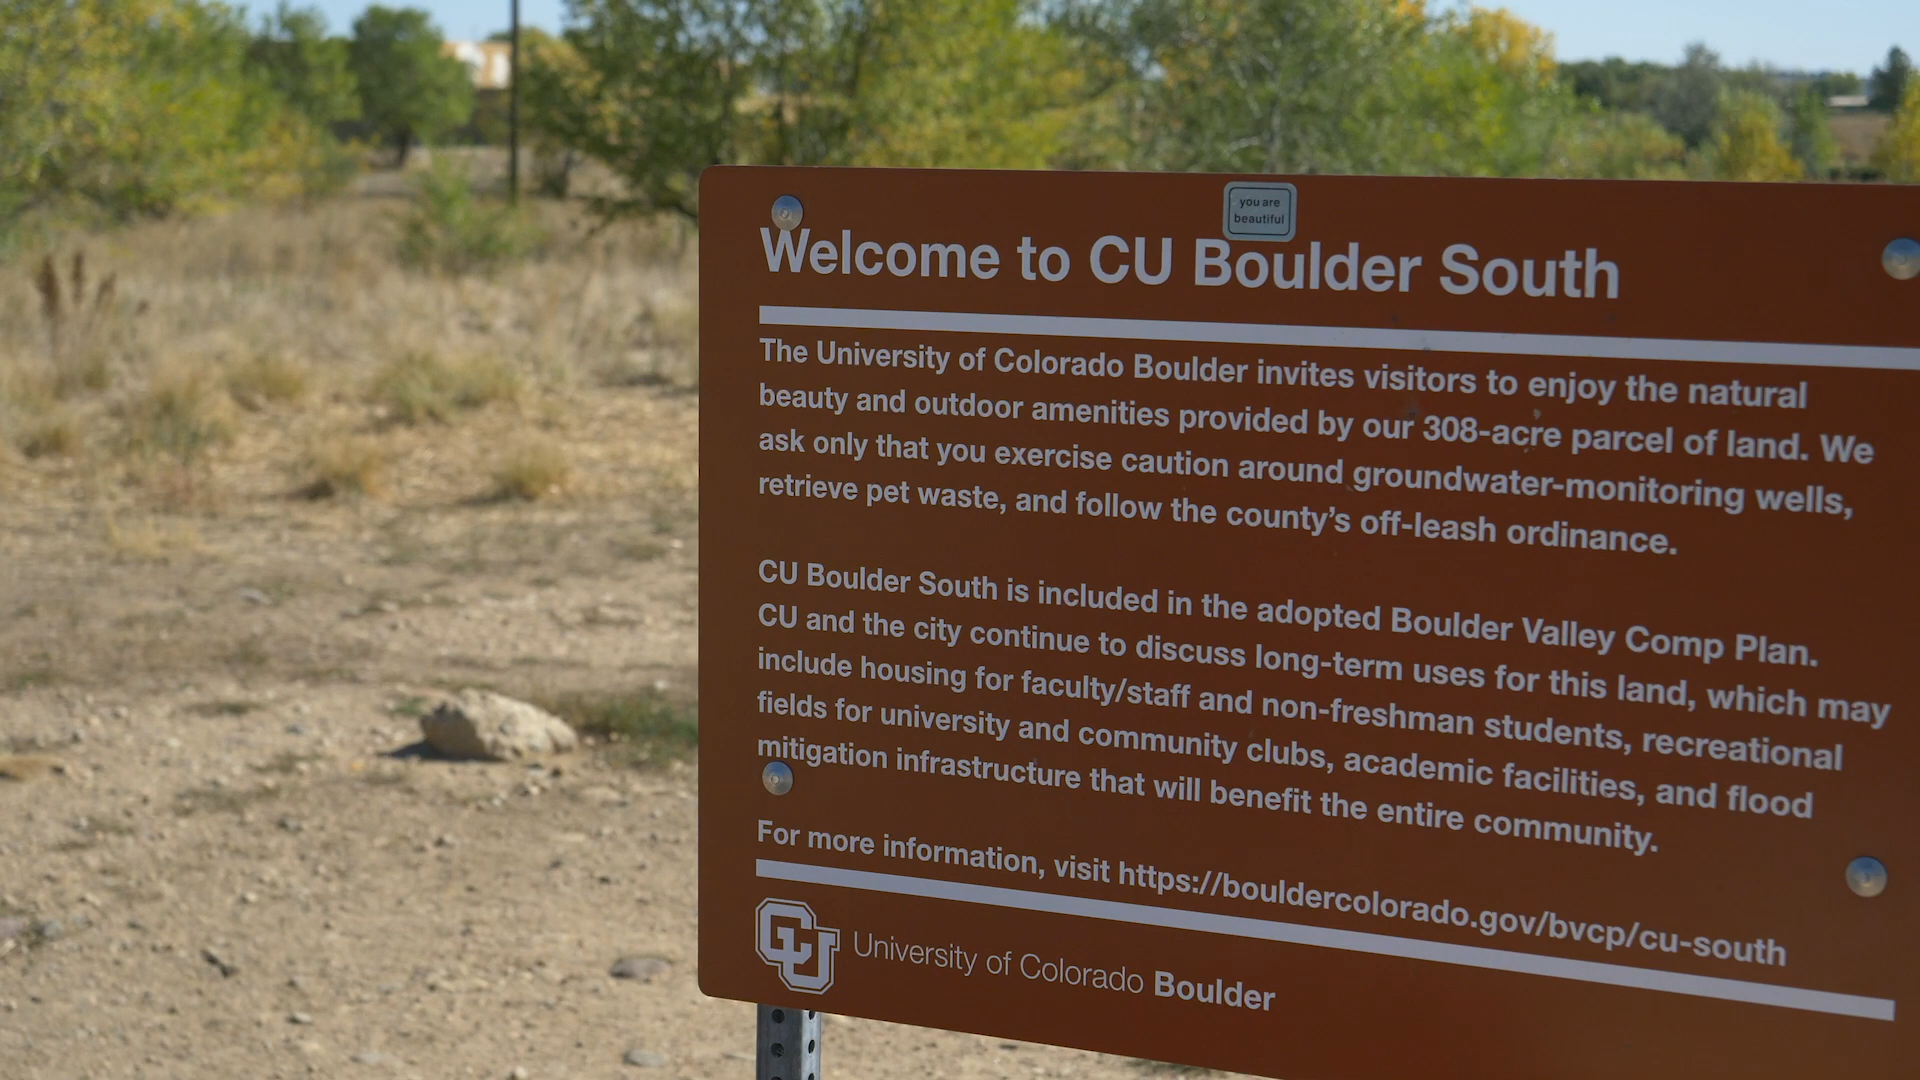 you are
beautiful
Welcome to CU Boulder South
The University of Colorado Boulder invites visitors to enjoy the natural
beauty and outdoor amenities provided by our 308-acre parcel of land. We
ask only that you exercise caution around groundwater-monitoring wells,
retrieve pet waste, and follow the county’s off-leash ordinance.
CU Boulder South is included in the adopted Boulder Valley Comp Plan.
CU and the city continue to discuss long-term uses for this land, which may
include housing for faculty/staff and non-freshman students, recreational
fields for university and community clubs, academic facilities, and flood
mitigation infrastructure that will benefit the entire community.
For more information, visit https://bouldercolorado.gov/bvcp/cu-south
CU University of Colorado Boulder